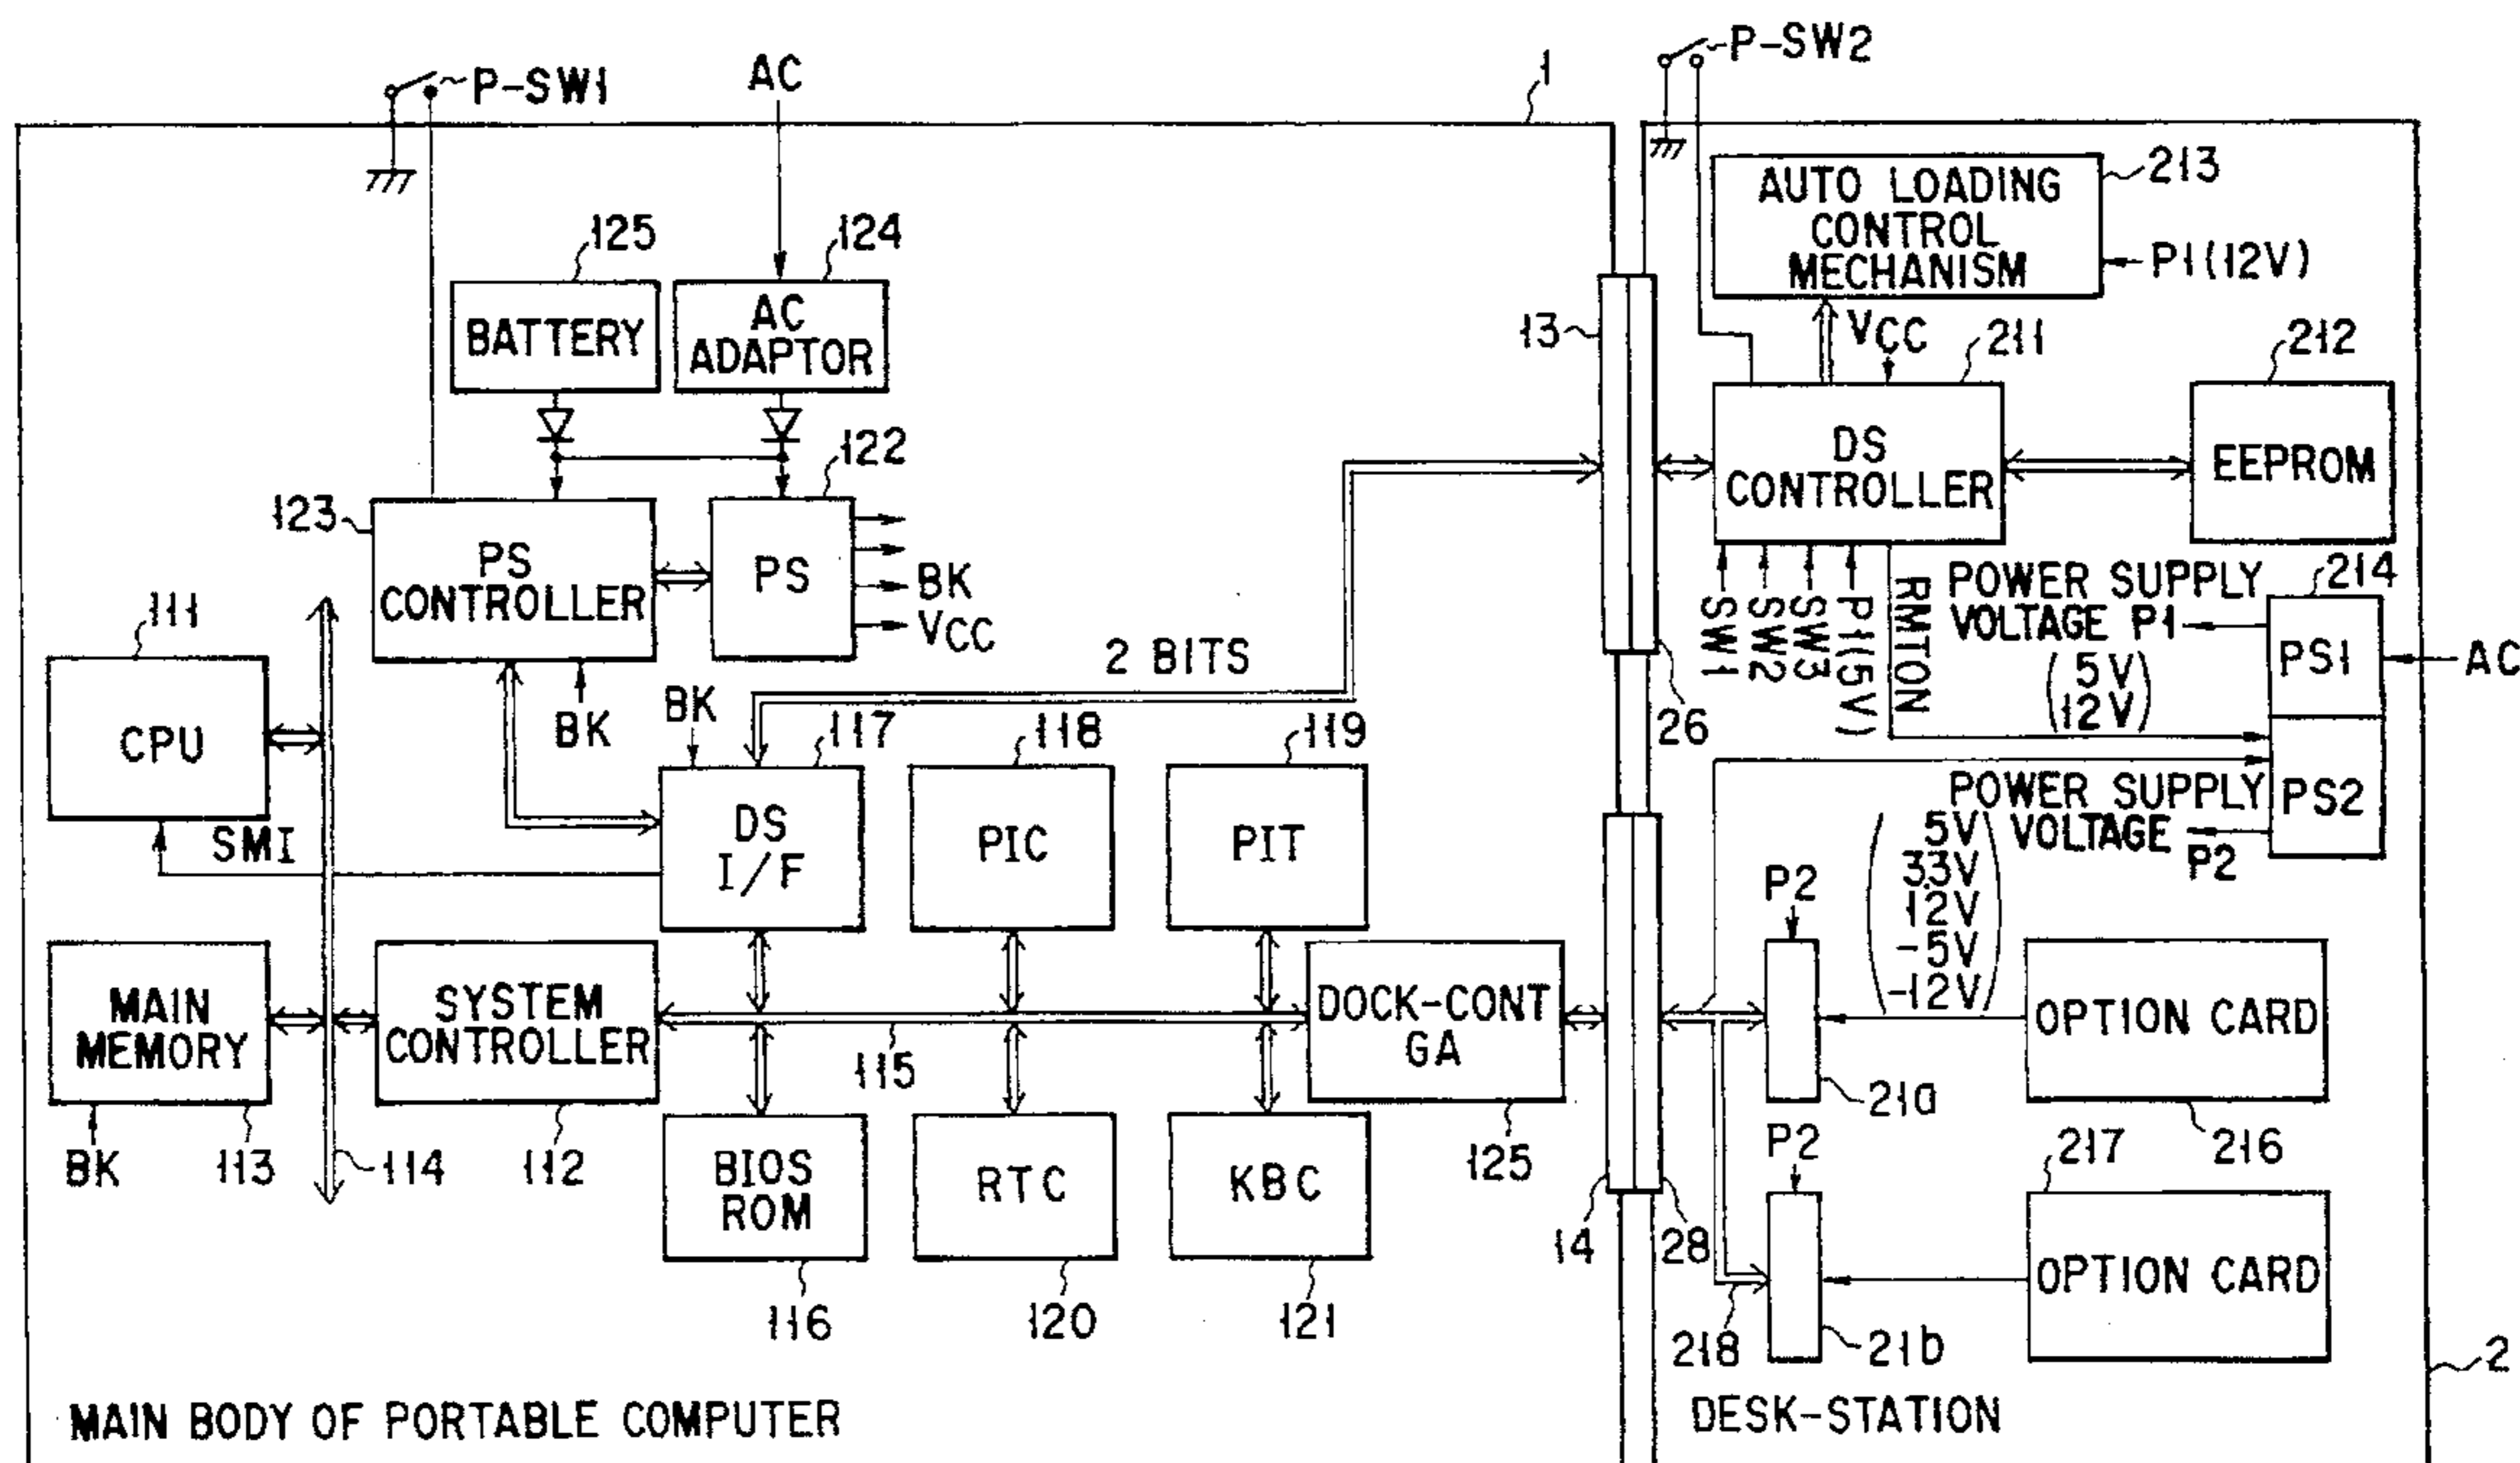 P-SW1
AC
1
P-SW2
213
AUTO LOADING
CONTROL
MECHANISM
P1(12V)
125
124
BATTERY
AC
ADAPTOR
13
VCC
211
212
122
DS
CONTROLLER
EEPROM
123
PS
CONTROLLER
PS
BK
VCC
SW1
SW2
SW3
P1(5V)
RMTON
POWER SUPPLY
VOLTAGE P1
(5V
12V)
214
PS1
AC
111
2 BITS
26
CPU
BK
BK
117
118
119
SMI
DS
I/F
PIC
PIT
POWER SUPPLY
VOLTAGE
P2
PS2
(5V
3.3V
12V
-5V
-12V)
P2
MAIN
MEMORY
SYSTEM
CONTROLLER
DOCK-CONT
GA
OPTION CARD
115
21a
BK
113
114
112
125
P2
217
216
BIOS
ROM
RTC
KBC
14
28
OPTION CARD
116
120
121
218
21b
2
MAIN BODY OF PORTABLE COMPUTER
DESK-STATION